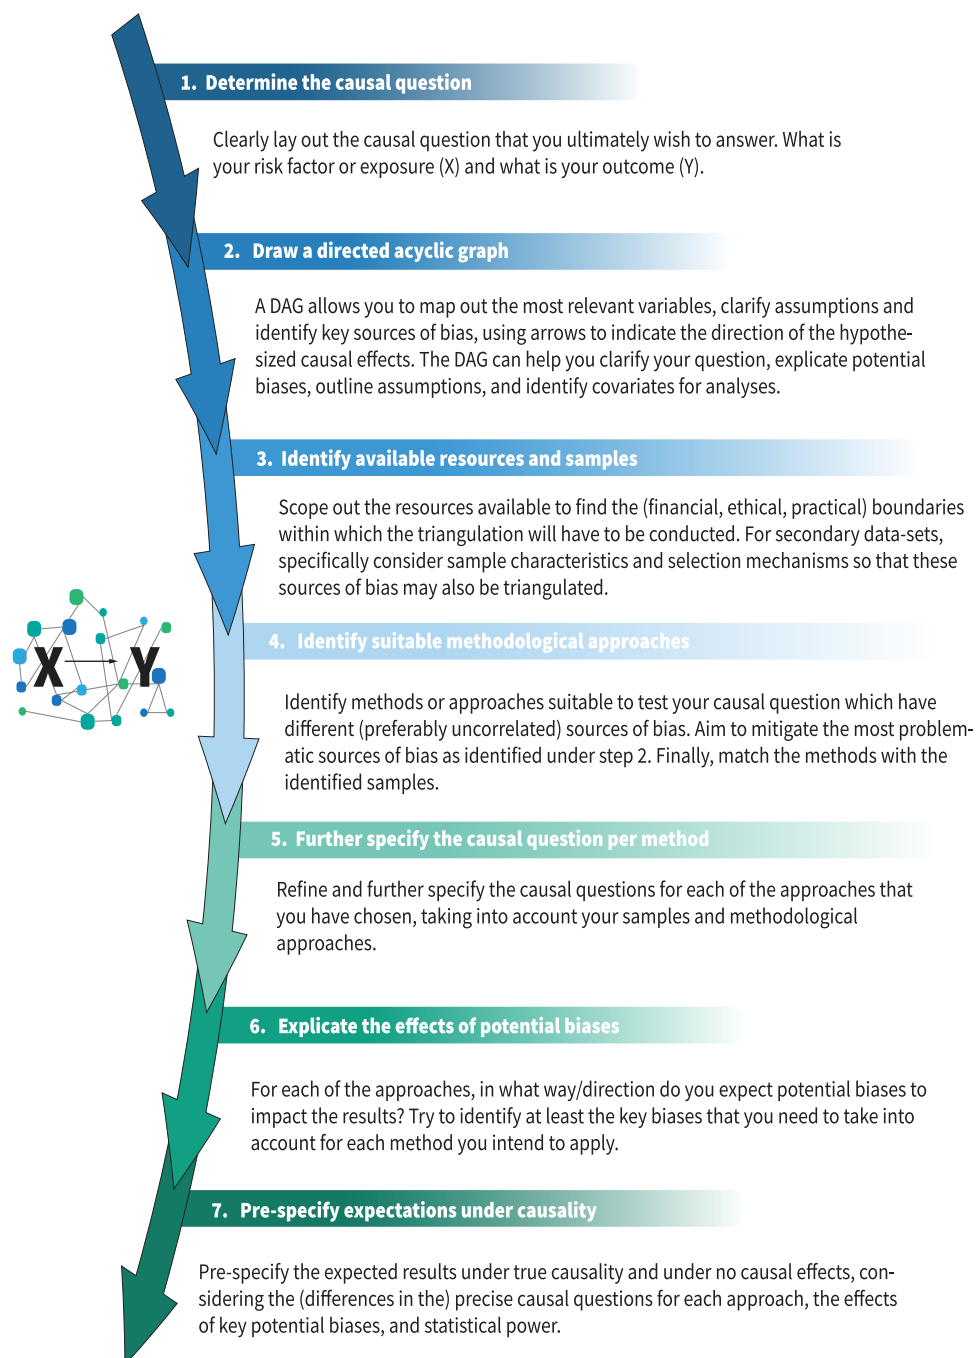 1. Determine the causal question
Clearly lay out the causal question that you ultimately wish to answer. What is
your risk factor or exposure (X) and what is your outcome (Y).
2. Draw a directed acyclic graph
A DAG allows you to map out the most relevant variables, clarify assumptions and
identify key sources of bias, using arrows to indicate the direction of the hypothe-
sized causal effects. The DAG can help you clarify your question, explicate potential
biases, outline assumptions, and identify covariates for analyses.
3. Identify available resources and samples
Scope out the resources available to find the (financial, ethical, practical) boundaries
within which the triangulation will have to be conducted. For secondary data-sets,
specifically consider sample characteristics and selection mechanisms so that these
sources of bias may also be triangulated.
X Y
4. Identify suitable methodological approaches
Identify methods or approaches suitable to test your causal question which have
different (preferably uncorrelated) sources of bias. Aim to mitigate the most problem-
atic sources of bias as identified under step 2. Finally, match the methods with the
identified samples.
5. Further specify the causal question per method
Refine and further specify the causal questions for each of the approaches that
you have chosen, taking into account your samples and methodological
approaches.
6. Explicate the effects of potential biases
For each of the approaches, in what way/direction do you expect potential biases to
impact the results? Try to identify at least the key biases that you need to take into
account for each method you intend to apply.
7. Pre-specify expectations under causality
Pre-specify the expected results under true causality and under no causal effects, con-
sidering the (differences in the) precise causal questions for each approach, the effects
of key potential biases, and statistical power.